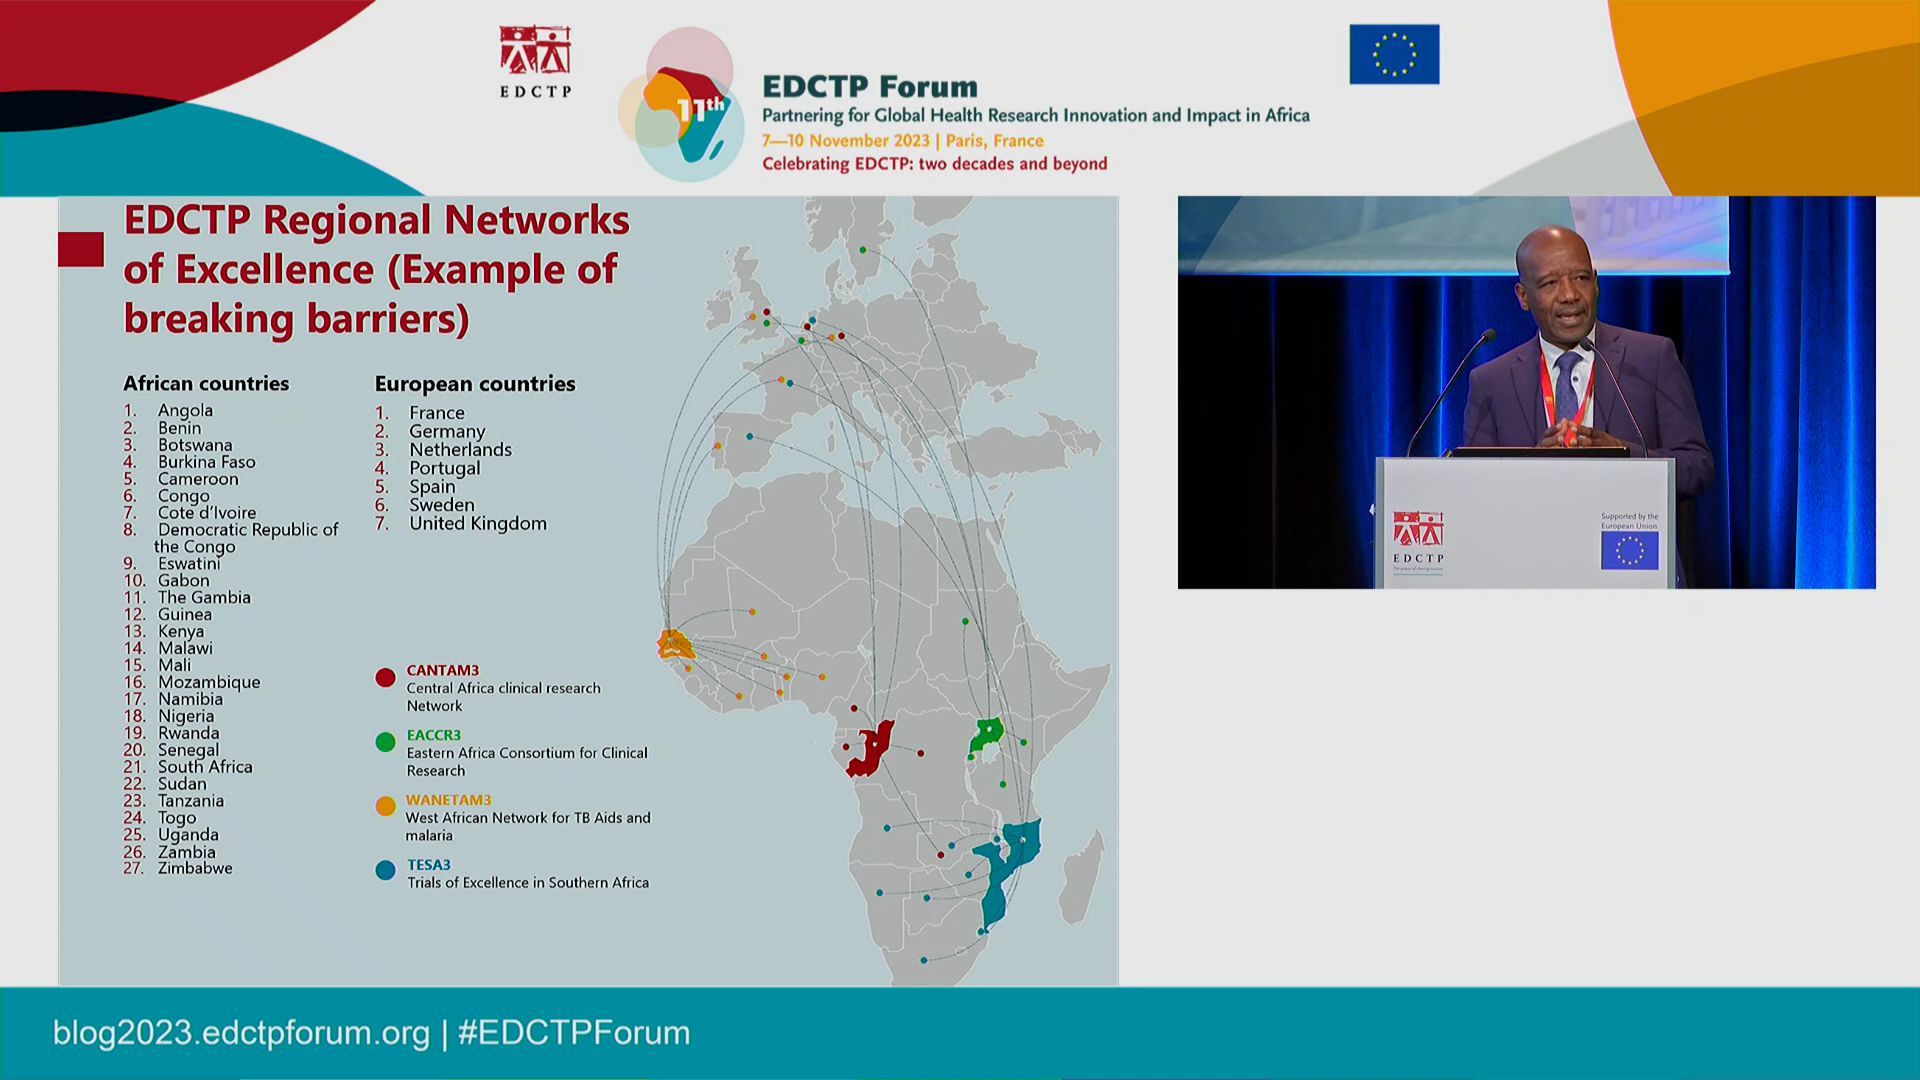 EDCTP
11th
EDCTP Forum
Partnering for Global Health Research Innovation and Impact in Africa
7—10 November 2023 | Paris, France
Celebrating EDCTP: two decades and beyond
EDCTP Regional Networks
of Excellence (Example of
breaking barriers)
African countries
1. Angola
2. Benin
3. Botswana
4. Burkina Faso
5. Cameroon
6. Congo
7. Cote d'Ivoire
8. Democratic Republic of
the Congo
9. Eswatini
10. Gabon
11. The Gambia
12. Guinea
13. Kenya
14. Malawi
15. Mali
16. Mozambique
17. Namibia
18. Nigeria
19. Rwanda
20. Senegal
21. South Africa
22. Sudan
23. Tanzania
24. Togo
25. Uganda
26. Zambia
27. Zimbabwe
European countries
1. France
2. Germany
3. Netherlands
4. Portugal
5. Spain
6. Sweden
7. United Kingdom
CANTAM3
Central Africa clinical research
Network
EACCR3
Eastern Africa Consortium for Clinical
Research
WANETAM3
West African Network for TB Aids and
malaria
TESA3
Trials of Excellence in Southern Africa
EDCTP
The power of sharing science
Supported by the
European Union
blog2023.edctpforum.org | #EDCTPForum